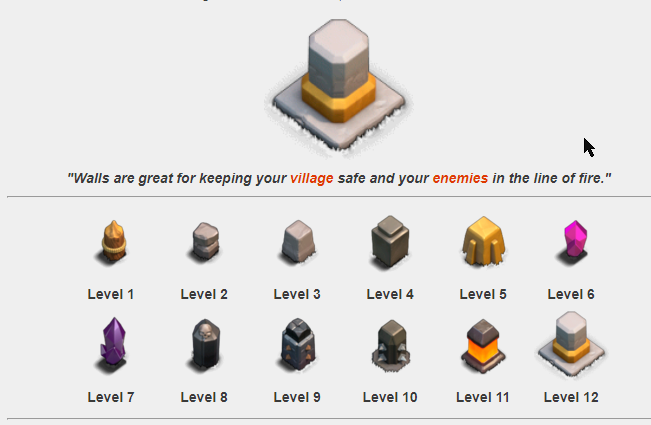 "Walls are great for keeping your village safe and your enemies in the line of fire."
Level 1 Level 2 Level 3 Level 4 Level 5 Level 6
Level 7 Level 8 Level 9 Level 10 Level 11 Level 12